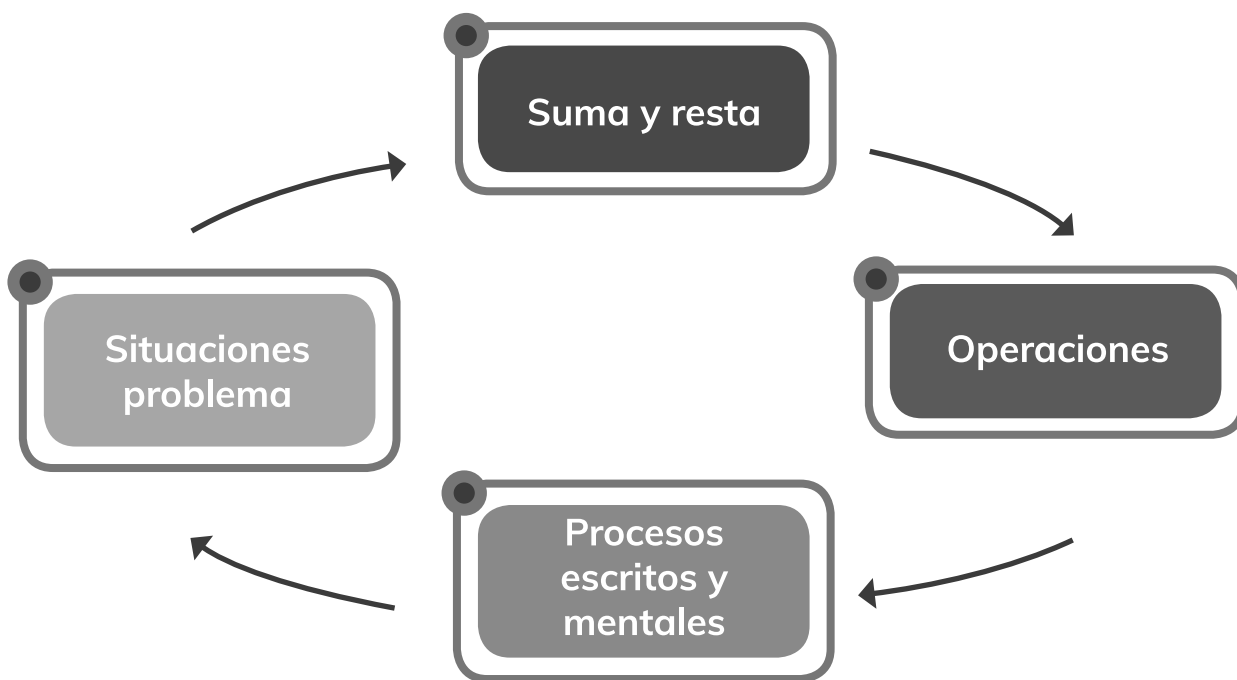 Suma y resta
Operaciones
Procesos
escritos y
mentales
Situaciones
problema